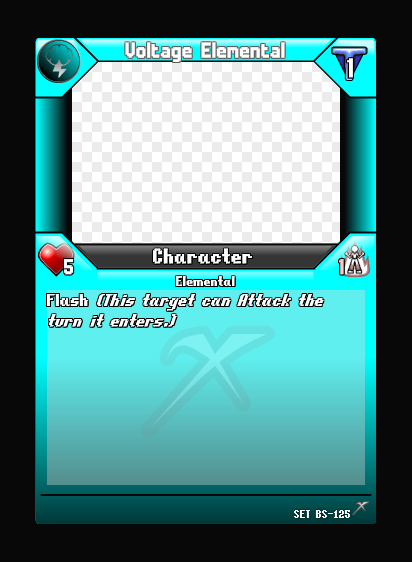 Voltage Elemental
1
Character
5
1
Elemental
Flash (This target can Attack the
turn it enters.)
SET BS-125